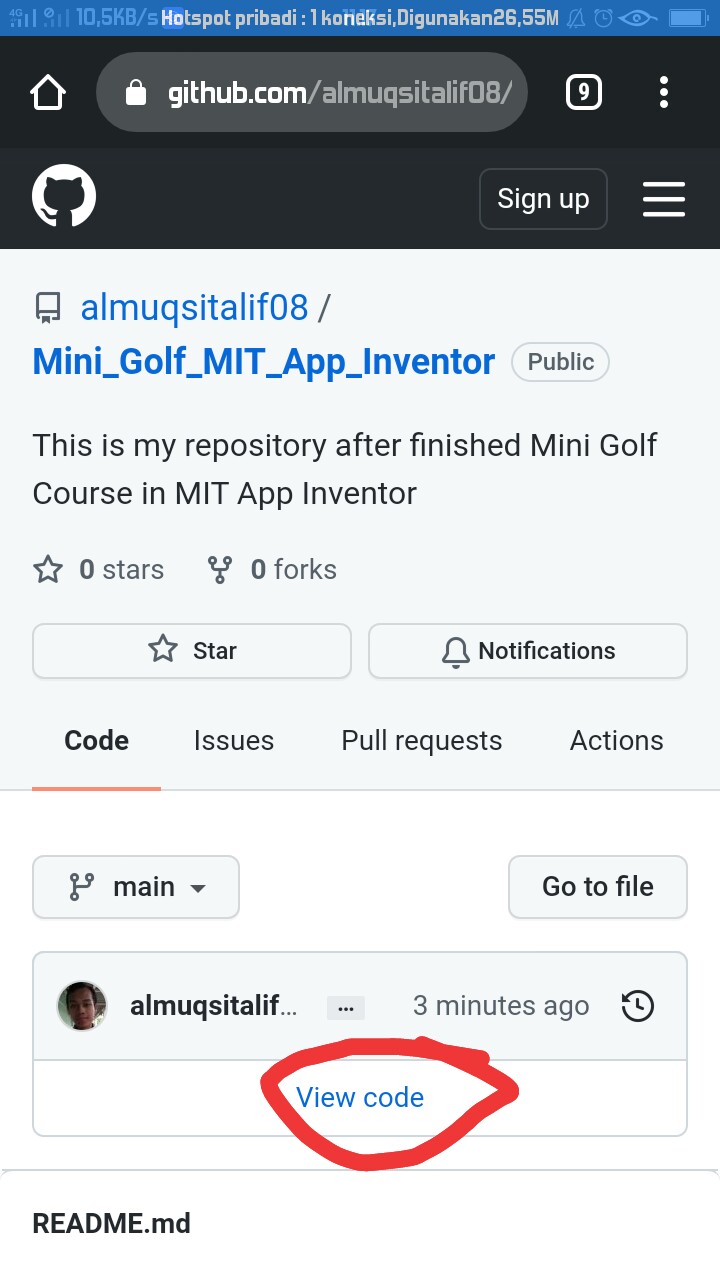 4G 10,5KB/s Hotspot pribadi : 1 koneksi,Digunakan26,55M
github.com/almuqsitalif08/
9
Sign up
almuqsitalif08 /
Mini_Golf_MIT_App_Inventor Public
This is my repository after finished Mini Golf
Course in MIT App Inventor
0 stars 0 forks
Star Notifications
Code Issues Pull requests Actions
main Go to file
almuqsitalif... ... 3 minutes ago
View code
README.md